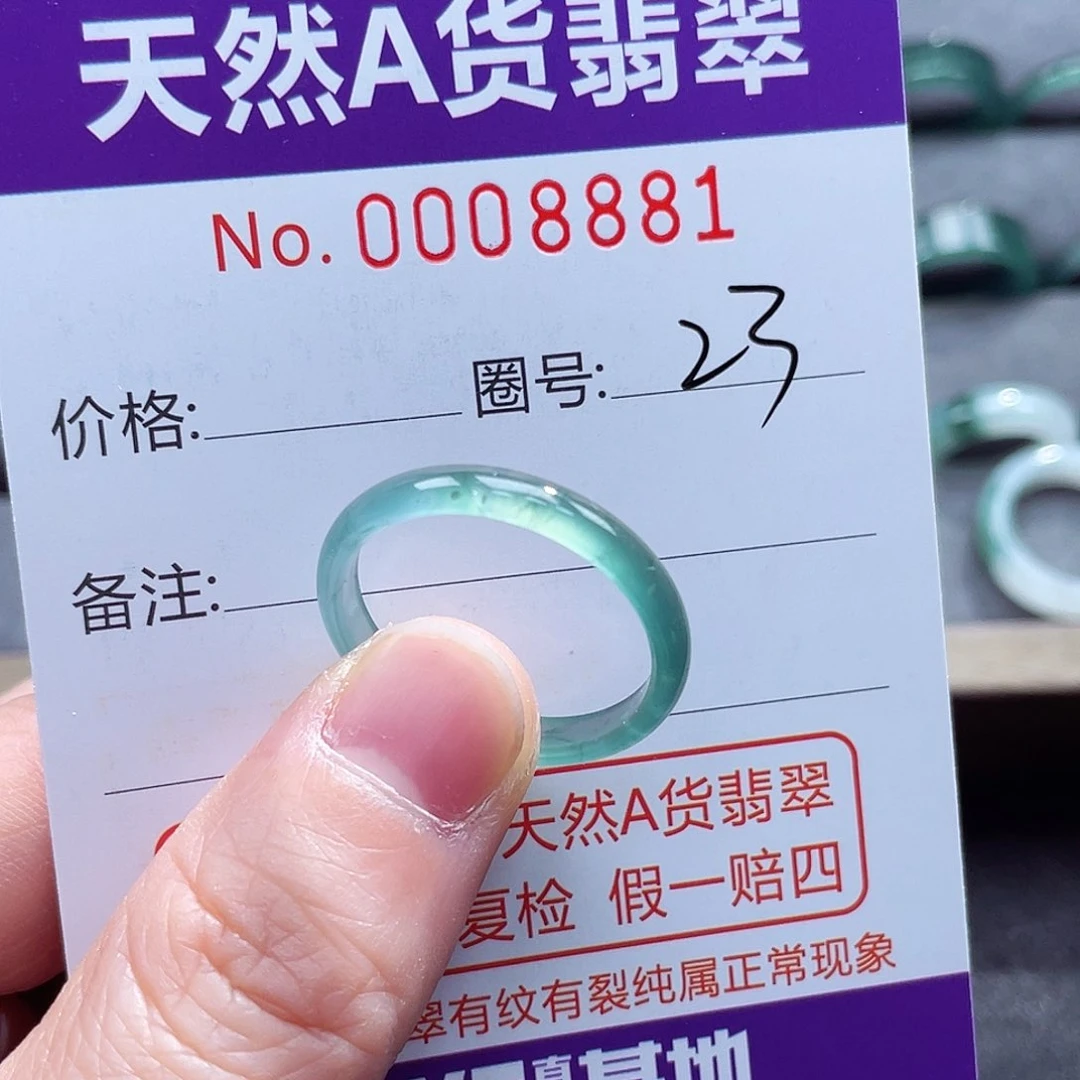 天然A货翡翠
No. 0008881
价格: 圈号: 23
备注:
天然A货翡翠
复检 假一赔四
翠有纹有裂纯属正常现象
基地